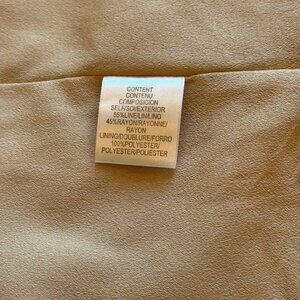 CONTENT
CONTENU
COMPOSICION
SELF/SOI/EXTERIOR
55%LINE/LIN/LINO
45%RAYON/RAYONNE/
RAYON
LINING/DOUBLURE/FORRO
100%POLYESTER/
POLYESTER/POLIESTER